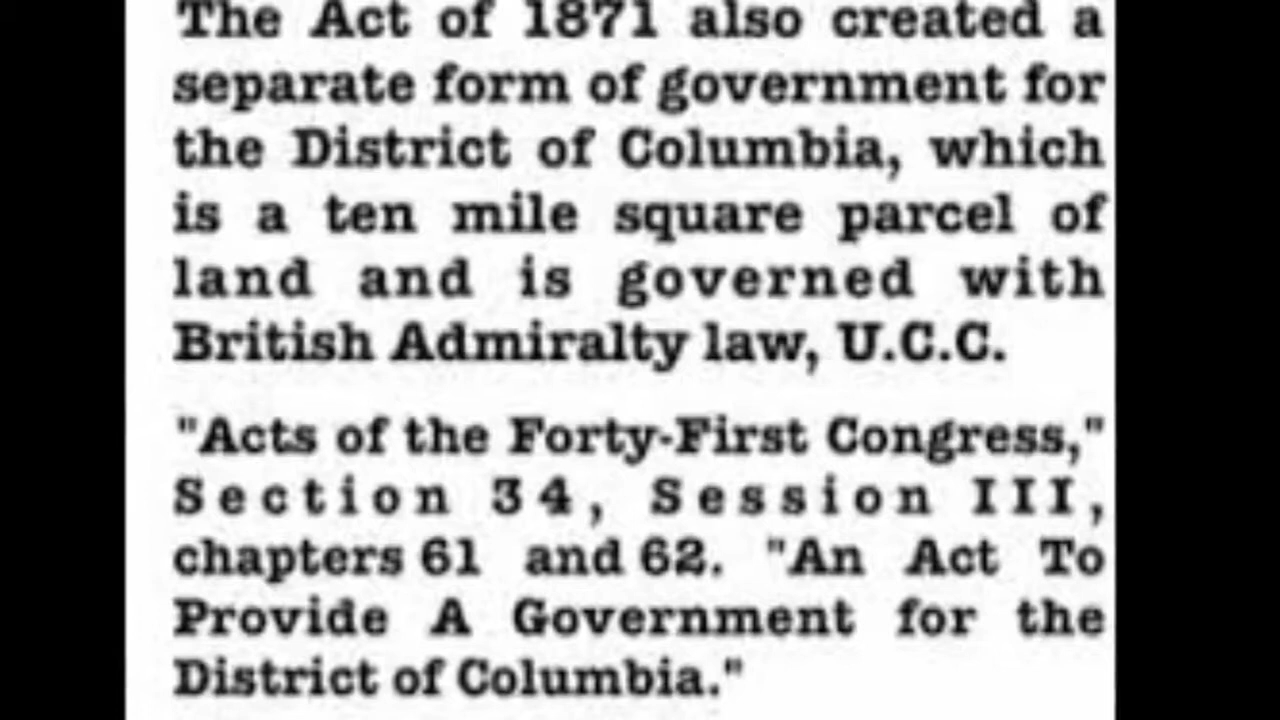 The Act of 1871 also created a
separate form of government for
the District of Columbia, which
is a ten mile square parcel of
land and is governed with
British Admiralty law, U.C.C.
"Acts of the Forty-First Congress,"
Section 34, Session III,
chapters 61 and 62. "An Act To
Provide A Government for the
District of Columbia."